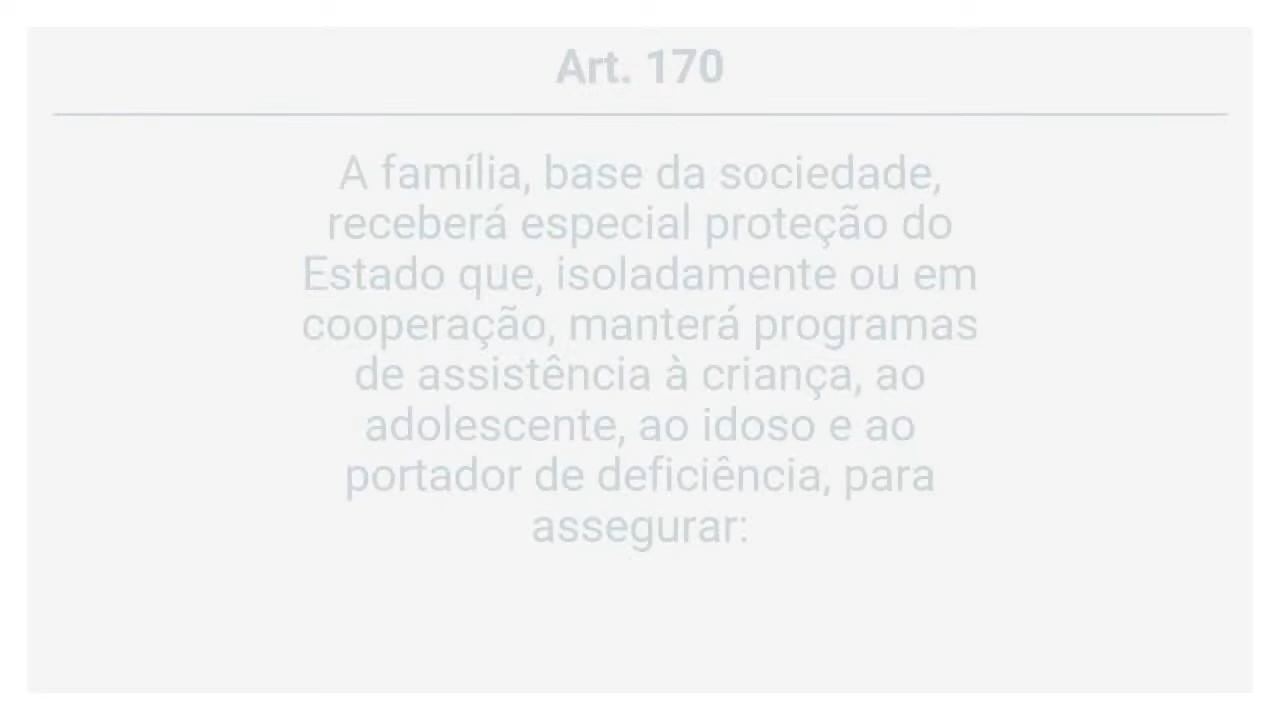 Art. 170
A família, base da sociedade,
receberá especial proteção do
Estado que, isoladamente ou em
cooperação, manterá programas
de assistência à criança, ao
adolescente, ao idoso e ao
portador de deficiência, para
assegurar: